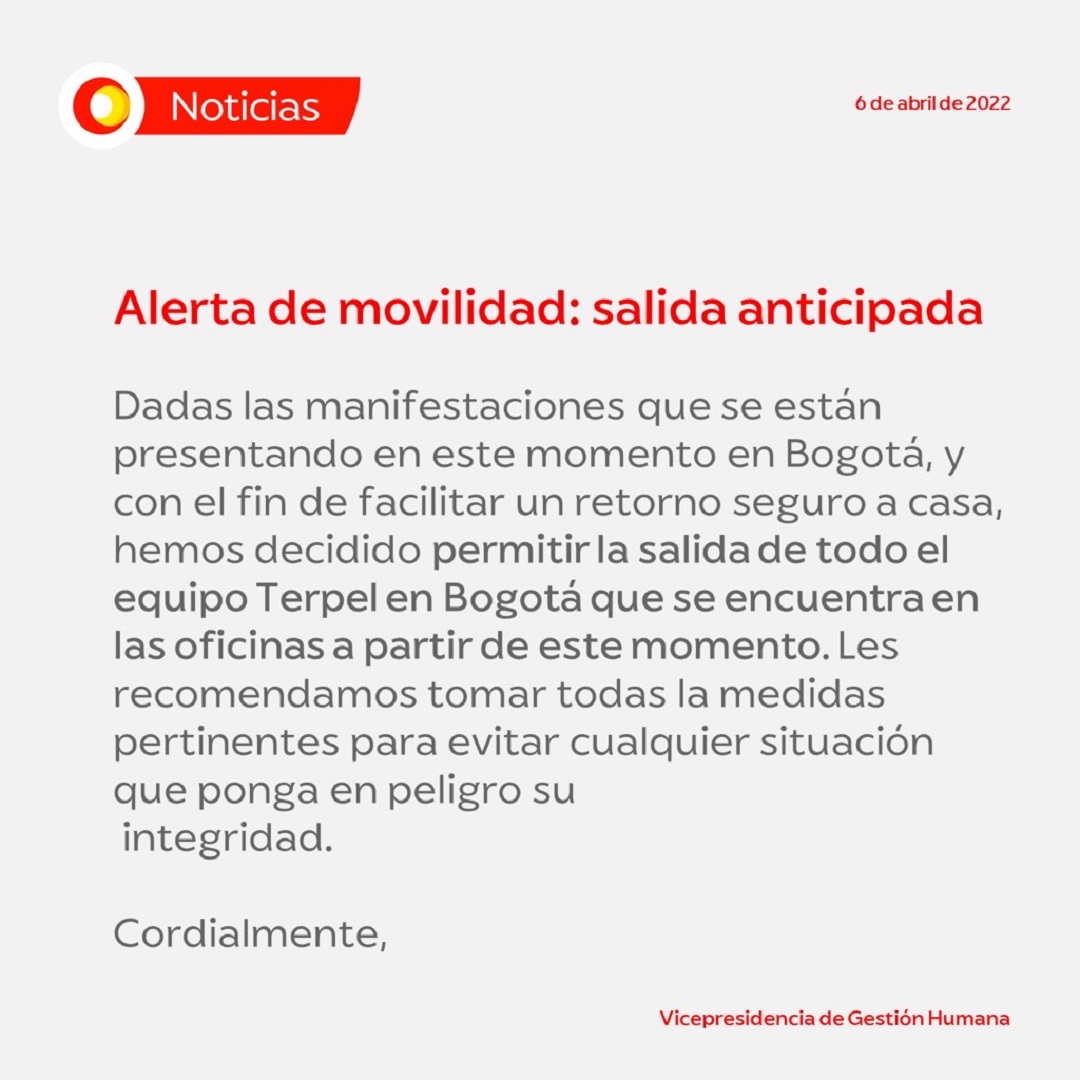 Noticias
6 de abril de 2022
Alerta de movilidad: salida anticipada
Dadas las manifestaciones que se están
presentando en este momento en Bogotá, y
con el fin de facilitar un retorno seguro a casa,
hemos decidido permitir la salida de todo el
equipo Terpel en Bogotá que se encuentra en
las oficinas a partir de este momento. Les
recomendamos tomar todas la medidas
pertinentes para evitar cualquier situación
que ponga en peligro su
integridad.
Cordialmente,
Vicepresidencia de Gestión Humana